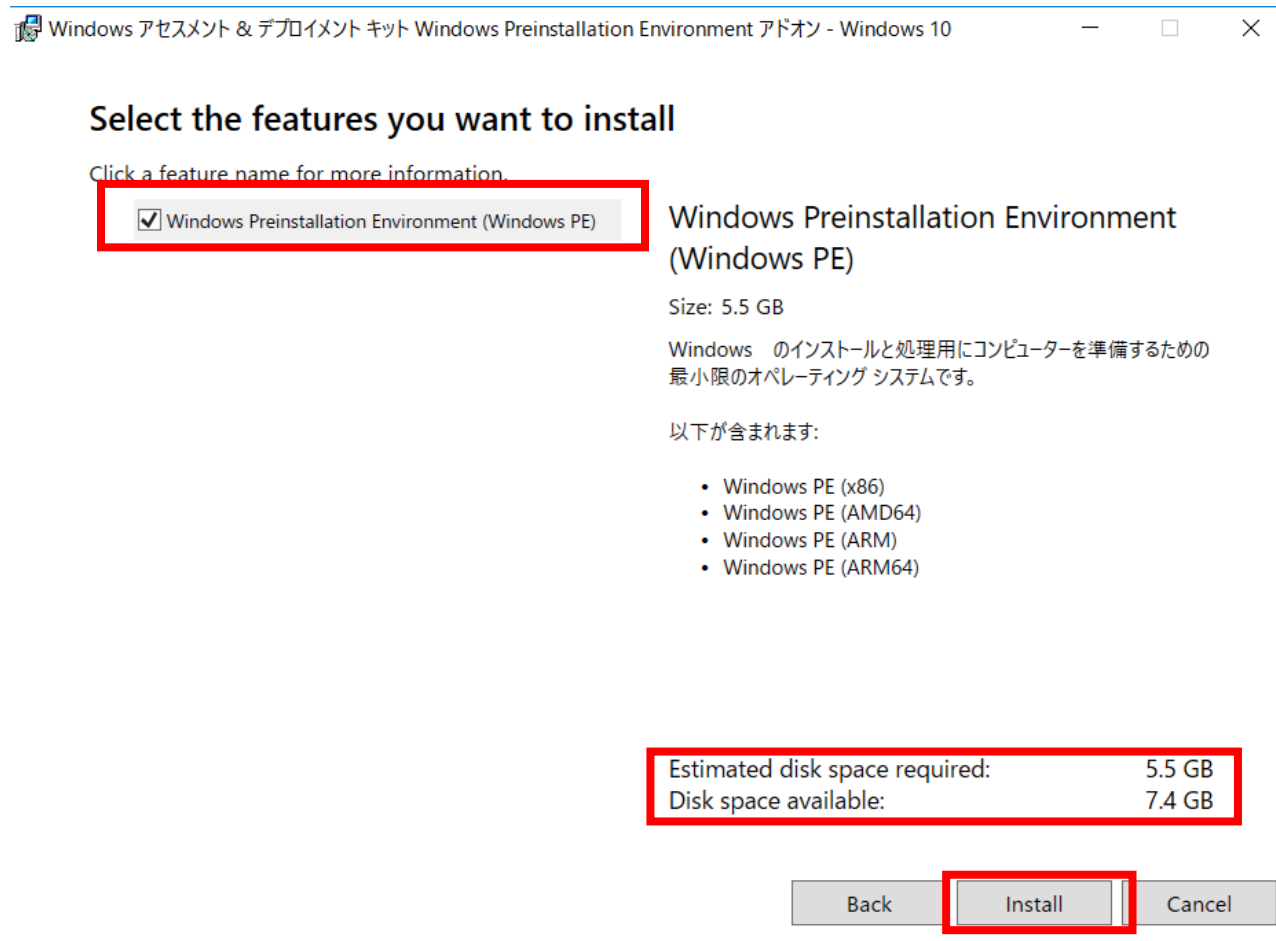 Windows アセスメント & デプロイメント キット Windows Preinstallation Environment アドオン - Windows 10
Select the features you want to install
Click a feature name for more information.
Windows Preinstallation Environment (Windows PE)
Windows Preinstallation Environment
(Windows PE)
Size: 5.5 GB
Windows　のインストールと処理用にコンピューターを準備するための
最小限のオペレーティング システムです。
以下が含まれます:
• Windows PE (x86)
• Windows PE (AMD64)
• Windows PE (ARM)
• Windows PE (ARM64)
Estimated disk space required: 5.5 GB
Disk space available: 7.4 GB
Back Install Cancel